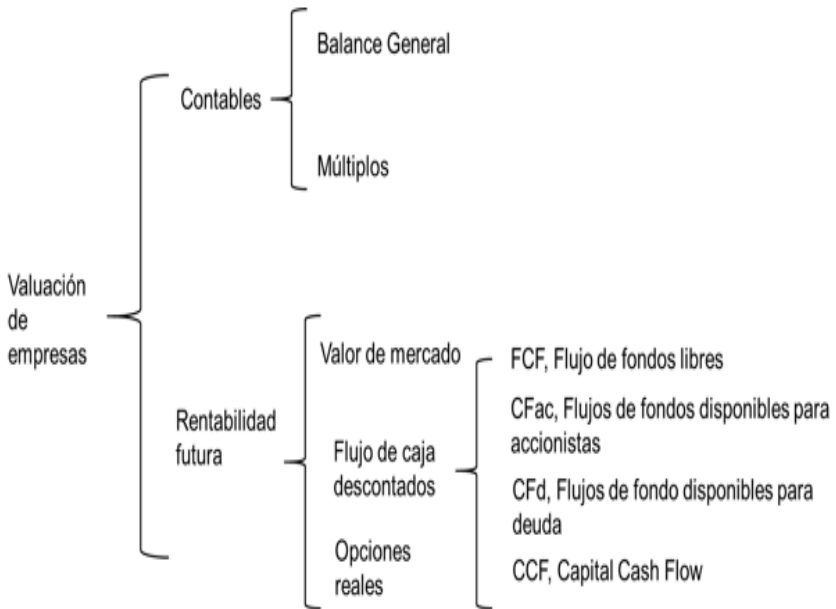 Valuación
de
empresas
Contables
Balance General
Múltiplos
Rentabilidad
futura
Valor de mercado
Flujo de caja
descontados
Opciones
reales
FCF, Flujo de fondos libres
CFac, Flujos de fondos disponibles para
accionistas
CFd, Flujos de fondo disponibles para
deuda
CCF, Capital Cash Flow